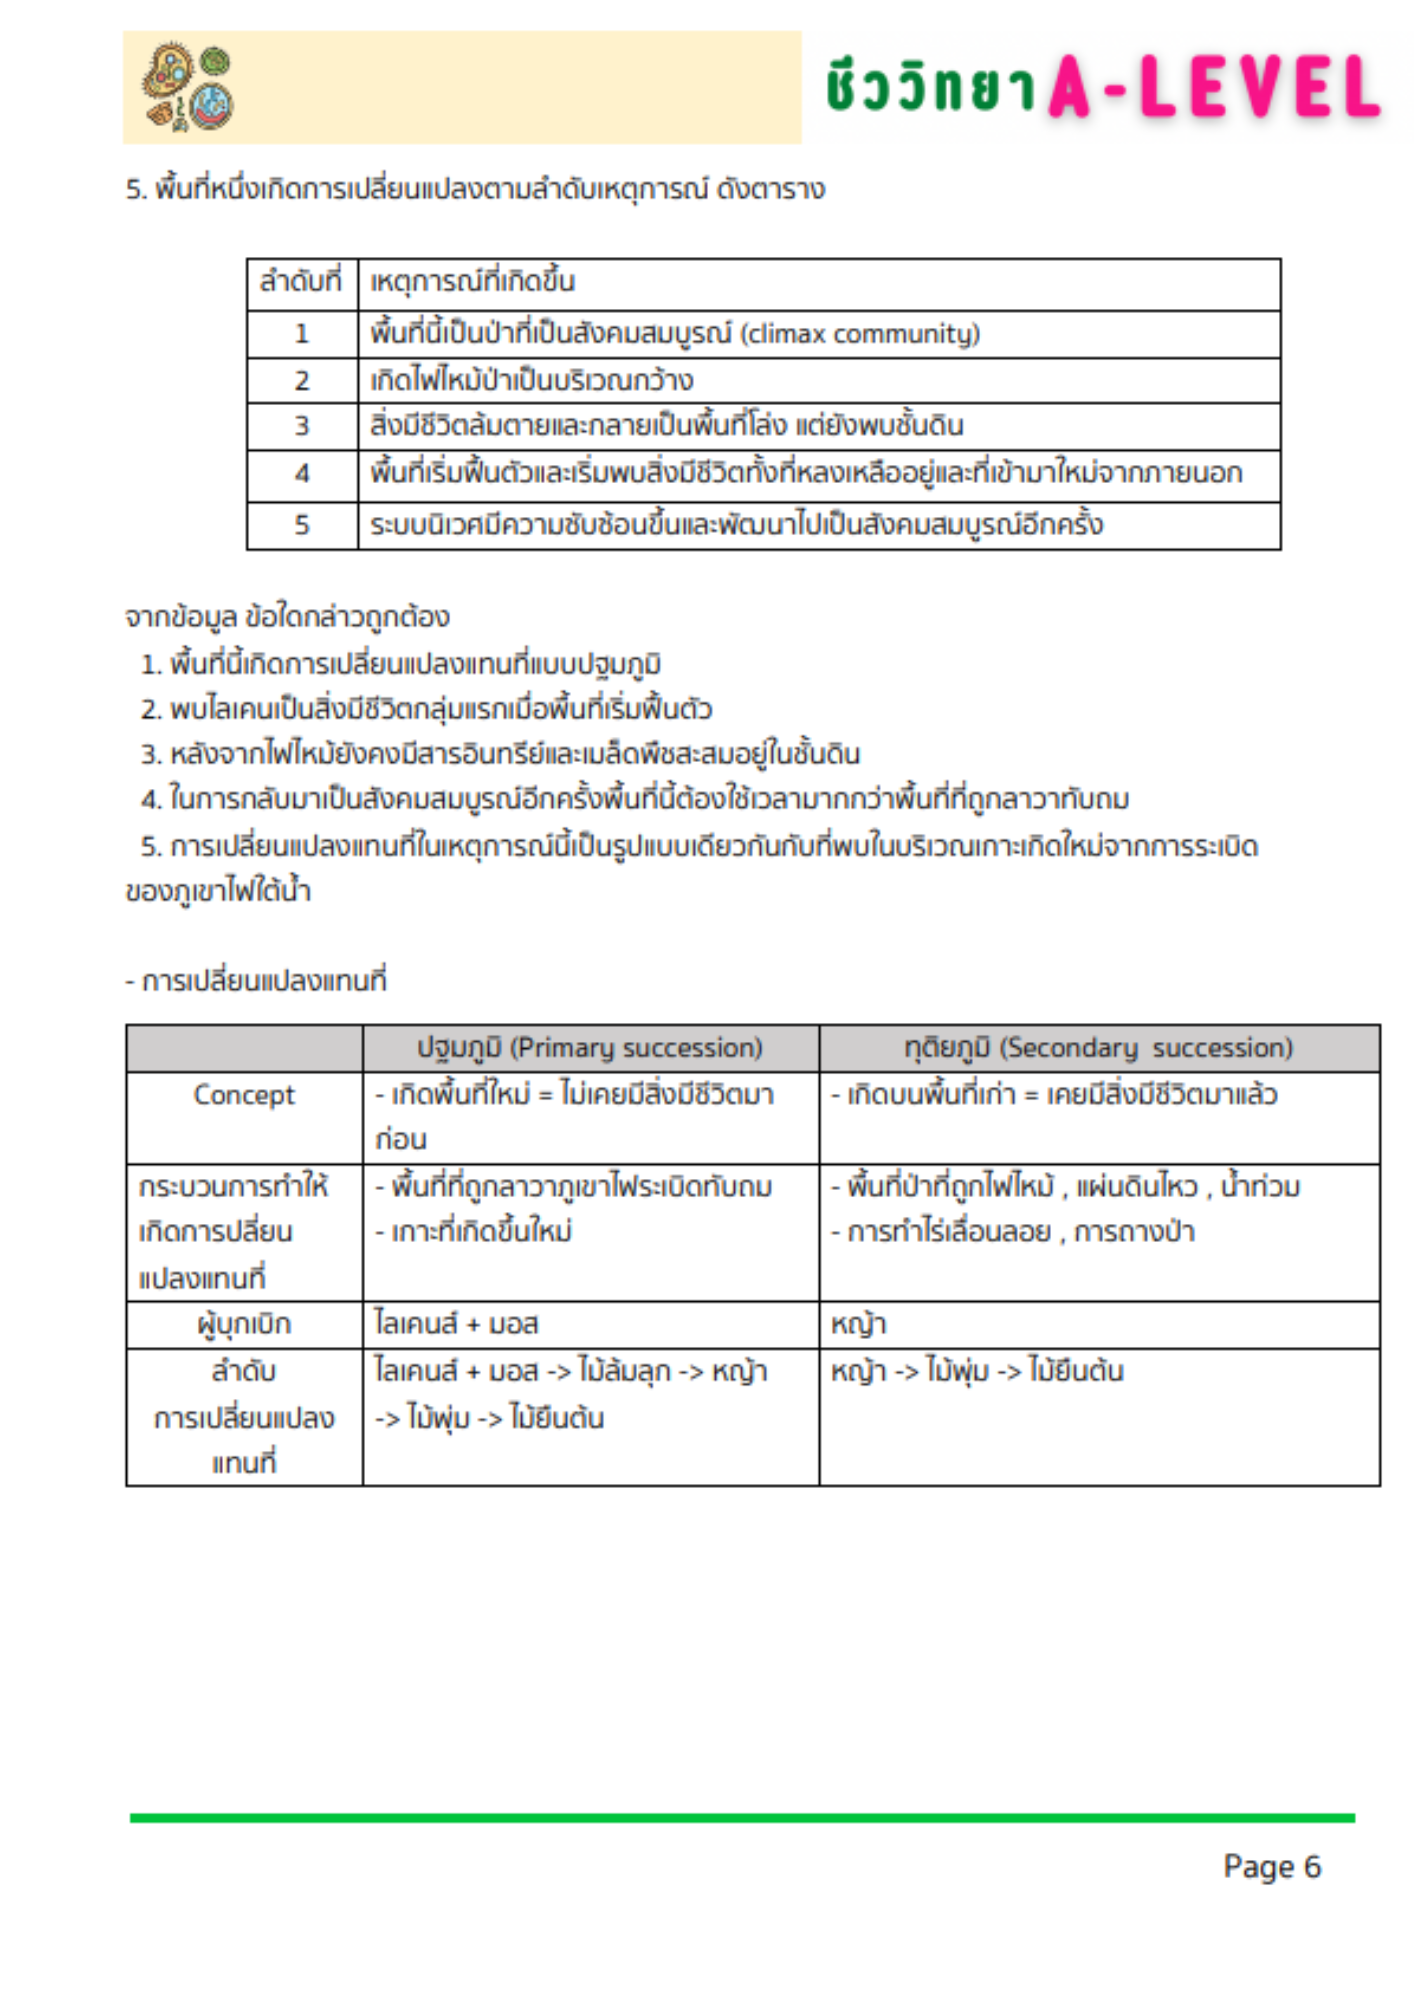 ชีววิทยา A-LEVEL
5. พื้นที่หนึ่งเกิดการเปลี่ยนแปลงตามลำดับเหตุการณ์ ดังตาราง
ลำดับที่ เหตุการณ์ที่เกิดขึ้น
1 พื้นที่นี้เป็นป่าที่เป็นสังคมสมบูรณ์ (climax community)
2 เกิดไฟไหม้ป่าเป็นบริเวณกว้าง
3 สิ่งมีชีวิตล้มตายและกลายเป็นพื้นที่โล่ง แต่ยังพบชั้นดิน
4 พื้นที่เริ่มฟื้นตัวและเริ่มพบสิ่งมีชีวิตทั้งที่หลงเหลืออยู่และที่เข้ามาใหม่จากภายนอก
5 ระบบนิเวศมีความซับซ้อนขึ้นและพัฒนาไปเป็นสังคมสมบูรณ์อีกครั้ง
จากข้อมูล ข้อใดกล่าวถูกต้อง
1. พื้นที่นี้เกิดการเปลี่ยนแปลงแทนที่แบบปฐมภูมิ
2. พบไลเคนเป็นสิ่งมีชีวิตกลุ่มแรกเมื่อพื้นที่เริ่มฟื้นตัว
3. หลังจากไฟไหม้ยังคงมีสารอินทรีย์และเมล็ดพืชสะสมอยู่ในชั้นดิน
4. ในการกลับมาเป็นสังคมสมบูรณ์อีกครั้งพื้นที่นี้ต้องใช้เวลามากกว่าพื้นที่ที่ถูกลาวาทับถม
5. การเปลี่ยนแปลงแทนที่ในเหตุการณ์นี้เป็นรูปแบบเดียวกันกับที่พบในบริเวณเกาะเกิดใหม่จากการระเบิด
ของภูเขาไฟใต้น้ำ
- การเปลี่ยนแปลงแทนที่
ปฐมภูมิ (Primary succession) ทุติยภูมิ (Secondary succession)
Concept - เกิดพื้นที่ใหม่ = ไม่เคยมีสิ่งมีชีวิตมา - เกิดบนพื้นที่เก่า = เคยมีสิ่งมีชีวิตมาแล้ว
ก่อน
กระบวนการทำให้ - พื้นที่ที่ถูกลาวาภูเขาไฟระเบิดทับถม - พื้นที่ป่าที่ถูกไฟไหม้ , แผ่นดินไหว , น้ำท่วม
เกิดการปลี่ยน - เกาะที่เกิดขึ้นใหม่ - การทำไร่เลื่อนลอย , การถางป่า
แปลงแทนที่
ผู้บุกเบิก ไลเคนส์ + มอส หญ้า
ลำดับ ไลเคนส์ + มอส -> ไม้ล้มลุก -> หญ้า หญ้า -> ไม้พุ่ม -> ไม้ยืนต้น
การเปลี่ยนแปลง -> ไม้พุ่ม -> ไม้ยืนต้น
แทนที่
Page 6